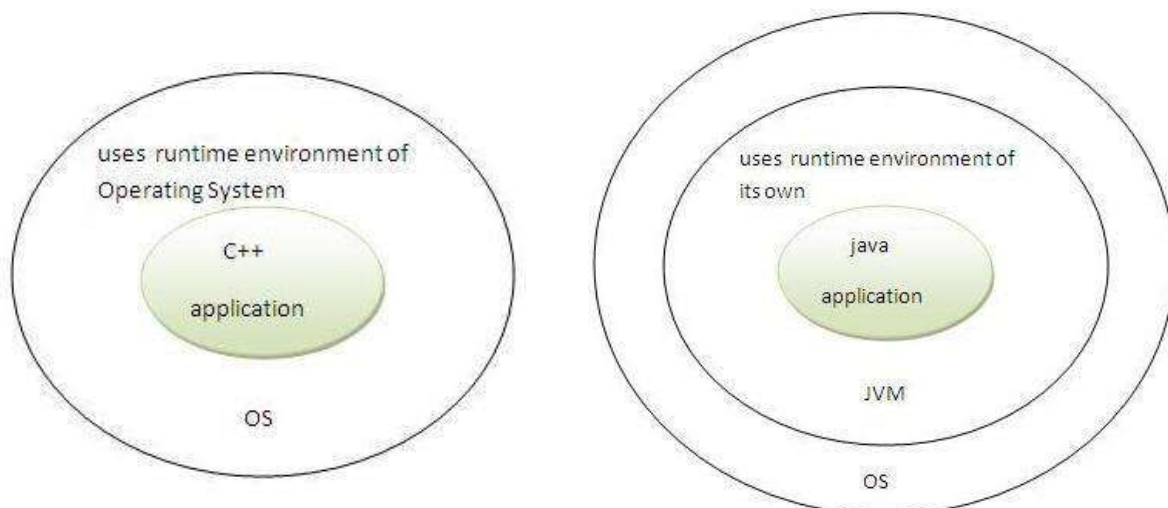 uses runtime environment of
Operating System
C++
application
OS
uses runtime environment of
its own
java
application
JVM
OS